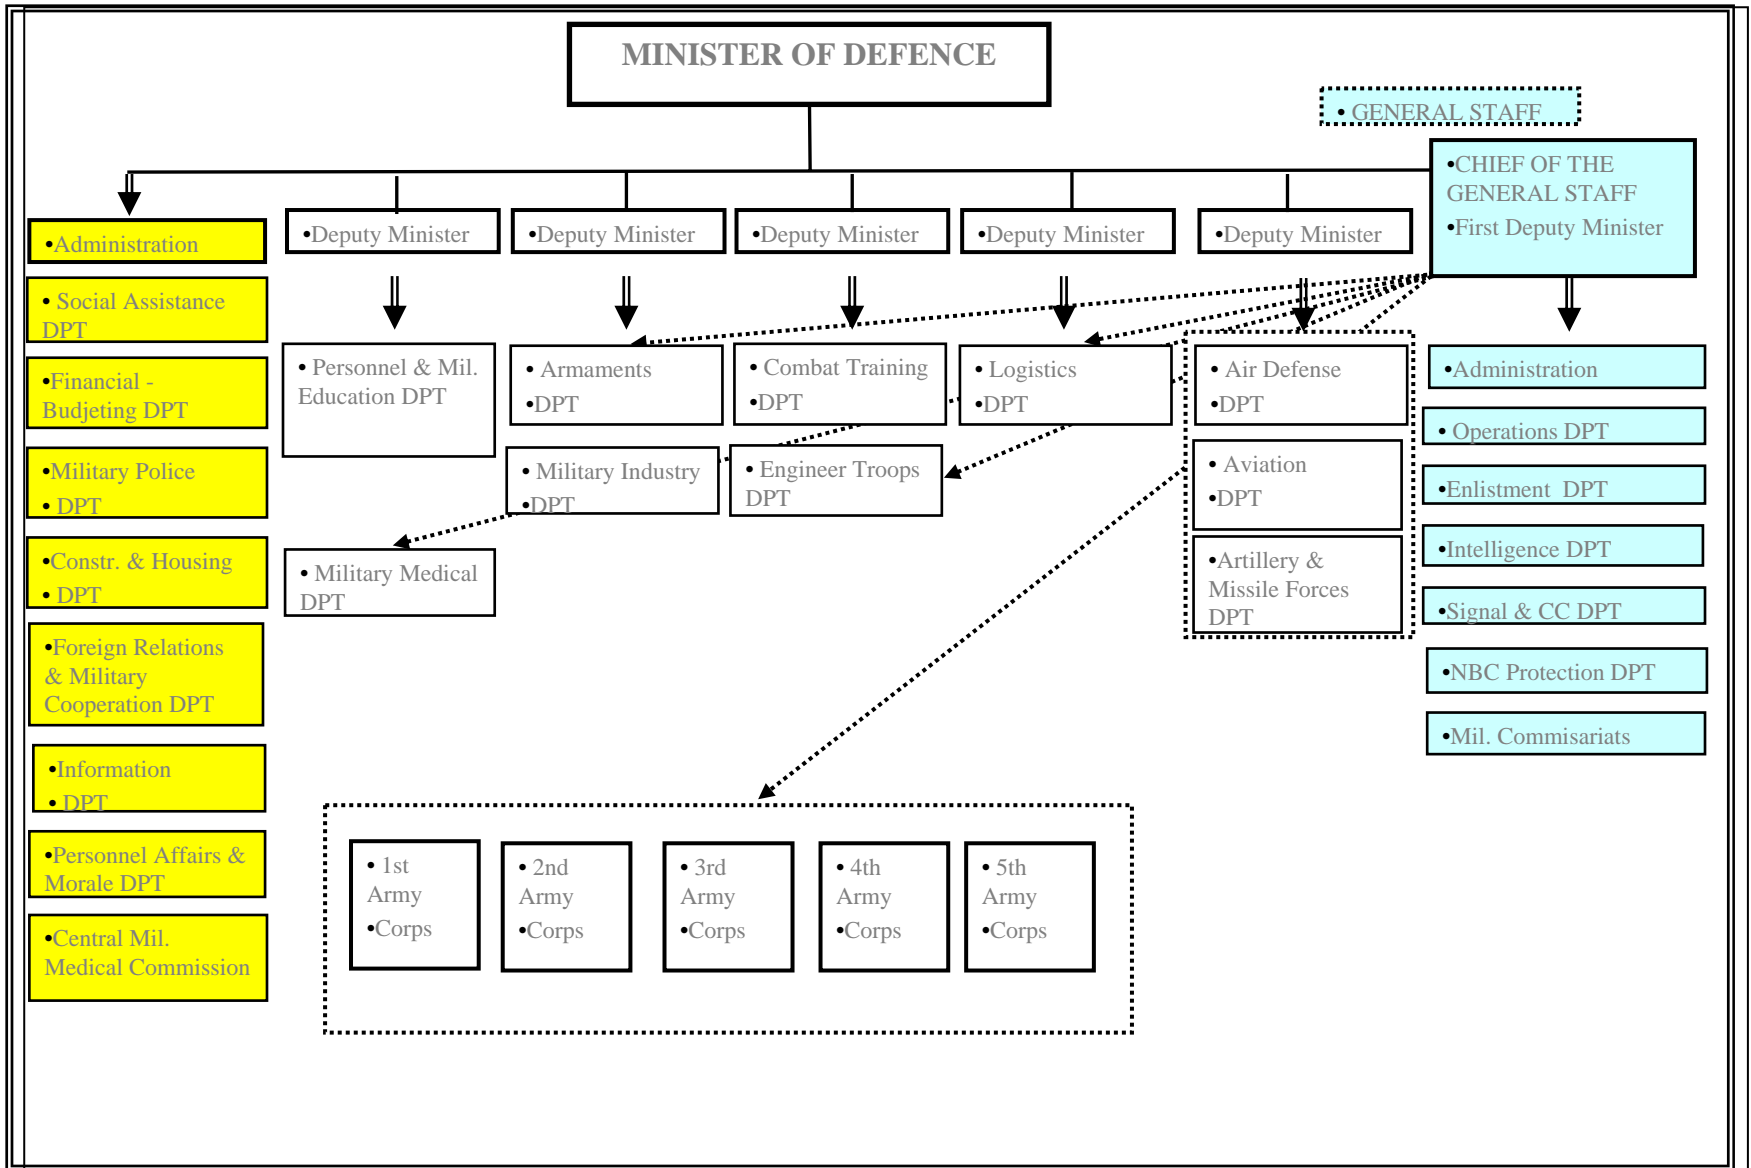 MINISTER OF DEFENCE
• GENERAL STAFF
•CHIEF OF THE
GENERAL STAFF
•First Deputy Minister
•Administration
•Deputy Minister
•Deputy Minister
•Deputy Minister
•Deputy Minister
•Deputy Minister
• Social Assistance
DPT
•Financial -
Budjeting DPT
•Military Police
• DPT
•Constr. & Housing
• DPT
•Foreign Relations
& Military
Cooperation DPT
•Information
• DPT
•Personnel Affairs &
Morale DPT
•Central Mil.
Medical Commission
• Personnel & Mil.
Education DPT
• Military Medical
DPT
• Armaments
•DPT
• Military Industry
•DPT
• Combat Training
•DPT
• Engineer Troops
DPT
• Logistics
•DPT
• Air Defense
•DPT
• Aviation
•DPT
•Artillery &
Missile Forces
DPT
•Administration
• Operations DPT
•Enlistment  DPT
•Intelligence DPT
•Signal & CC DPT
•NBC Protection DPT
•Mil. Commisariats
• 1st
Army
•Corps
• 2nd
Army
•Corps
• 3rd
Army
•Corps
• 4th
Army
•Corps
• 5th
Army
•Corps